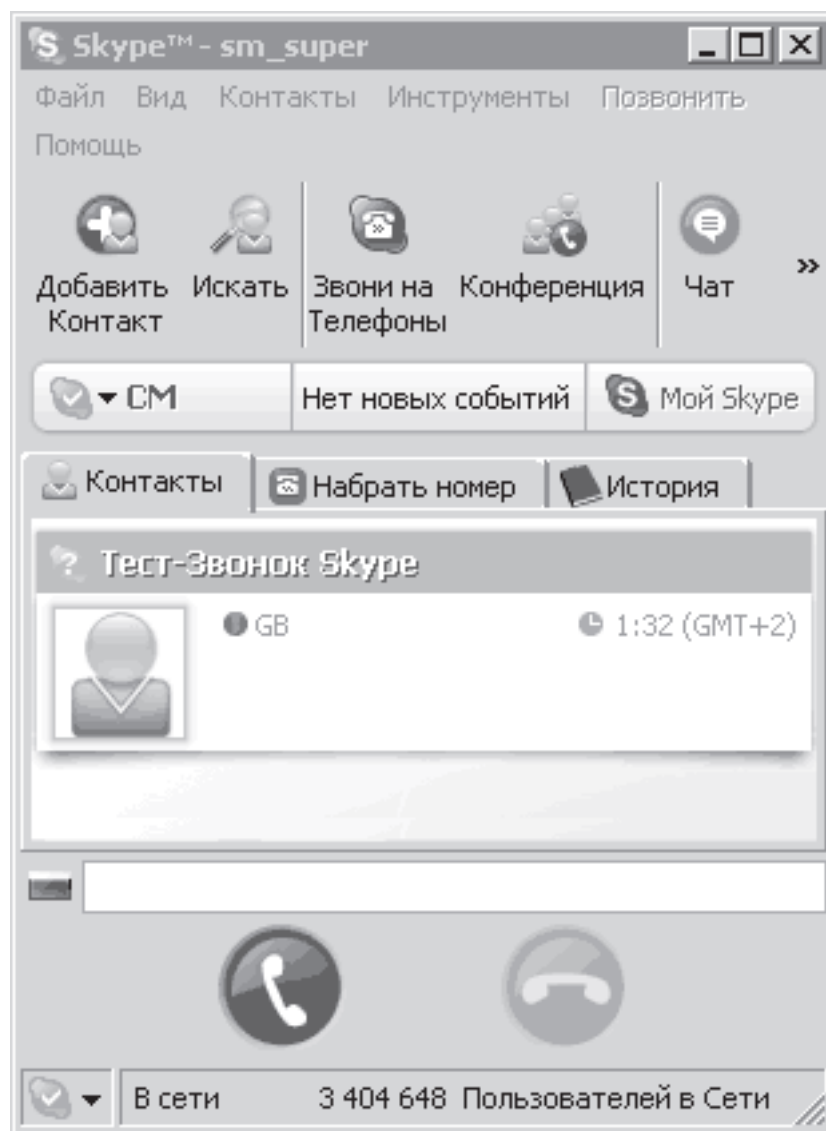 Skype™ - sm_super
Файл Вид Контакты Инструменты Позвонить
Помощь
Добавить Контакт
Искать
Звони на Телефоны
Конференция
Чат
»
СМ
Нет новых событий
Мой Skype
Контакты
Набрать номер
История
Тест-Звонок Skype
GB
1:32 (GMT+2)
В сети
3 404 648 Пользователей в Сети